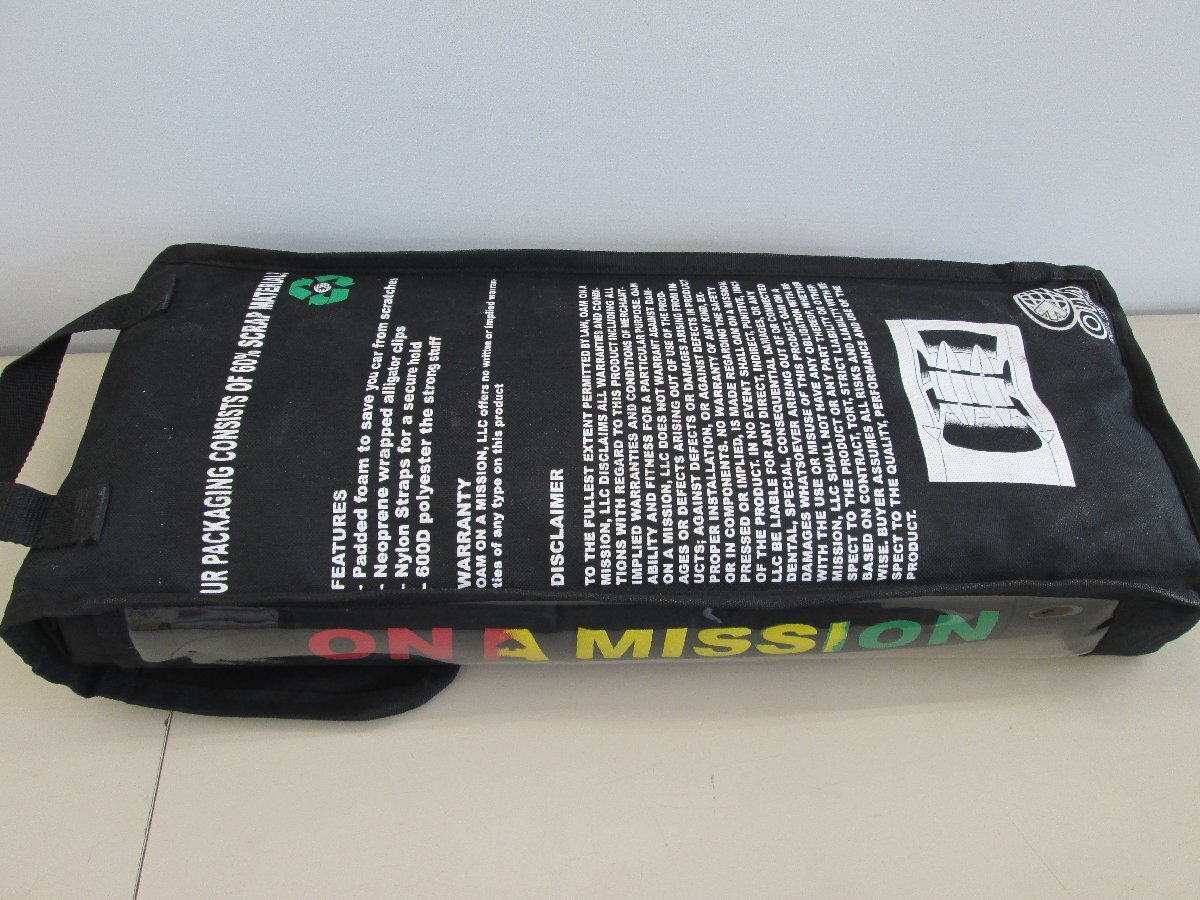 UR PACKAGING CONSISTS OF 60% SCRAP MATERIALS
FEATURES
- Padded foam to save you car from scratches
- Neoprene wrapped alligator clips
- Nylon Straps for a secure hold
- 600D polyester the strong stuff
WARRANTY
OAM ON A MISSION, LLC offers no written or implied warran-
ties of any type on this product
DISCLAIMER
TO THE FULLEST EXTENT PERMITTED BY LAW, OAM ON A
MISSION, LLC DISCLAIMS ALL WARRANTIES AND CONDI-
TIONS WITH REGARD TO THIS PRODUCT INCLUDING ALL
IMPLIED WARRANTIES AND CONDITIONS OF MERCHANT-
ABILITY AND FITNESS FOR A PARTICULAR PURPOSE. OAM
ON A MISSION, LLC DOES NOT WARRANT AGAINST DAM-
AGES OR DEFECTS ARISING OUT OF USE OF THE PROD-
UCTS; AGAINST DEFECTS OR DAMAGES ARISING FROM IM-
PROPER INSTALLATION, OR AGAINST DEFECTS IN PRODUCT
OR IN COMPONENTS. NO WARRANTY OF ANY KIND, EX-
PRESSED OR IMPLIED, IS MADE REGARDING THE SAFETY
OF THE PRODUCT. IN NO EVENT SHALL OAM ON A MISSION,
LLC BE LIABLE FOR ANY DIRECT, INDIRECT, PUNITIVE, INCI-
DENTAL, SPECIAL, CONSEQUENTIAL DAMAGES, OR ANY
DAMAGES WHATSOEVER ARISING OUT OF OR CONNECTED
WITH THE USE OR MISUSE OF THIS PRODUCT. OAM ON A
MISSION, LLC SHALL NOT HAVE ANY OBLIGATION WITH RE-
SPECT TO THE PRODUCT OR ANY PART THEREOF, WHETHER
BASED ON CONTRACT, TORT, STRICT LIABILITY OR OTHER-
WISE. BUYER ASSUMES ALL RISKS AND LIABILITY WITH RE-
SPECT TO THE QUALITY, PERFORMANCE AND USE OF THE
PRODUCT.
ON A MISSION